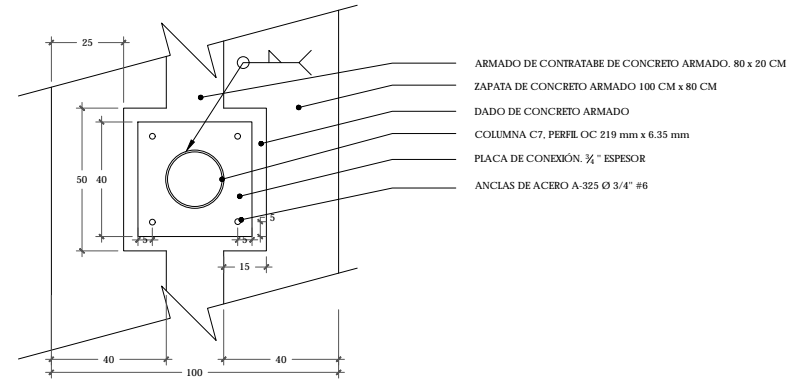 25
ARMADO DE CONTRATABE DE CONCRETO ARMADO. 80 x 20 CM
ZAPATA DE CONCRETO ARMADO 100 CM x 80 CM
DADO DE CONCRETO ARMADO
COLUMNA C7, PERFIL OC 219 mm x 6.35 mm
PLACA DE CONEXIÓN. ¾ " ESPESOR
ANCLAS DE ACERO A-325 Ø 3/4" #6
50 40
5
5 5
15
40 40
100